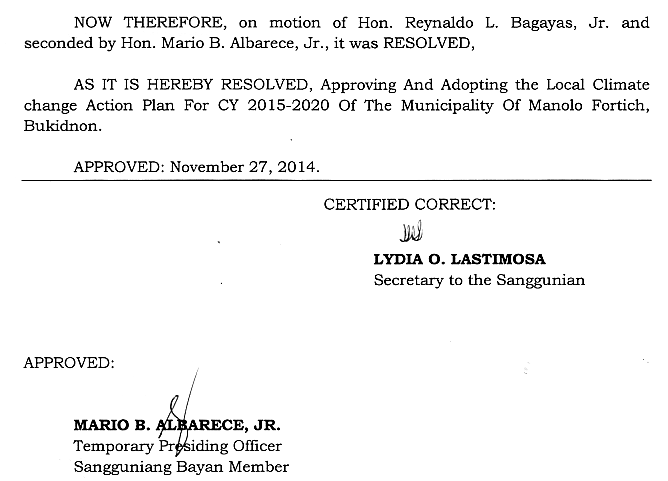 NOW THEREFORE, on motion of Hon. Reynaldo L. Bagayas, Jr. and
seconded by Hon. Mario B. Albarece, Jr., it was RESOLVED,
AS IT IS HEREBY RESOLVED, Approving And Adopting the Local Climate
change Action Plan For CY 2015-2020 Of The Municipality Of Manolo Fortich,
Bukidnon.
APPROVED: November 27, 2014.
CERTIFIED CORRECT:
LYDIA O. LASTIMOSA
Secretary to the Sanggunian
APPROVED:
MARIO B. ALBARECE, JR.
Temporary Presiding Officer
Sangguniang Bayan Member